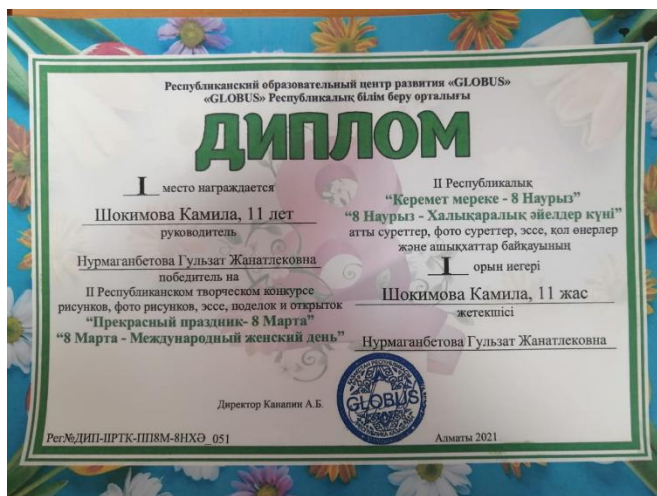 Республиканский образовательный центр развития «GLOBUS»
«GLOBUS» Республикалық білім беру орталығы
ДИПЛОМ
I место награждается
Шокимова Камила, 11 лет
руководитель
Нурмаганбетова Гульзат Жанатлековна
победитель на
II Республиканском творческом конкурсе
рисунков, фото рисунков, эссе, поделок и открыток
“Прекрасный праздник- 8 Марта”
“8 Марта - Международный женский день”
II Республикалық
“Керемет мереке - 8 Наурыз”
“8 Наурыз - Халықаралық әйелдер күні”
атты суреттер, фото суреттер, эссе, қол өнерлер
және ашықхаттар байқауының
I орын иегері
Шокимова Камила, 11 жас
жетекшісі
Нурмаганбетова Гульзат Жанатлековна
Директор Канапин А.Б.
GLOBUS
Рег№ДИП-ІІРТК-ПП8М-8НХӘ_051
Алматы 2021